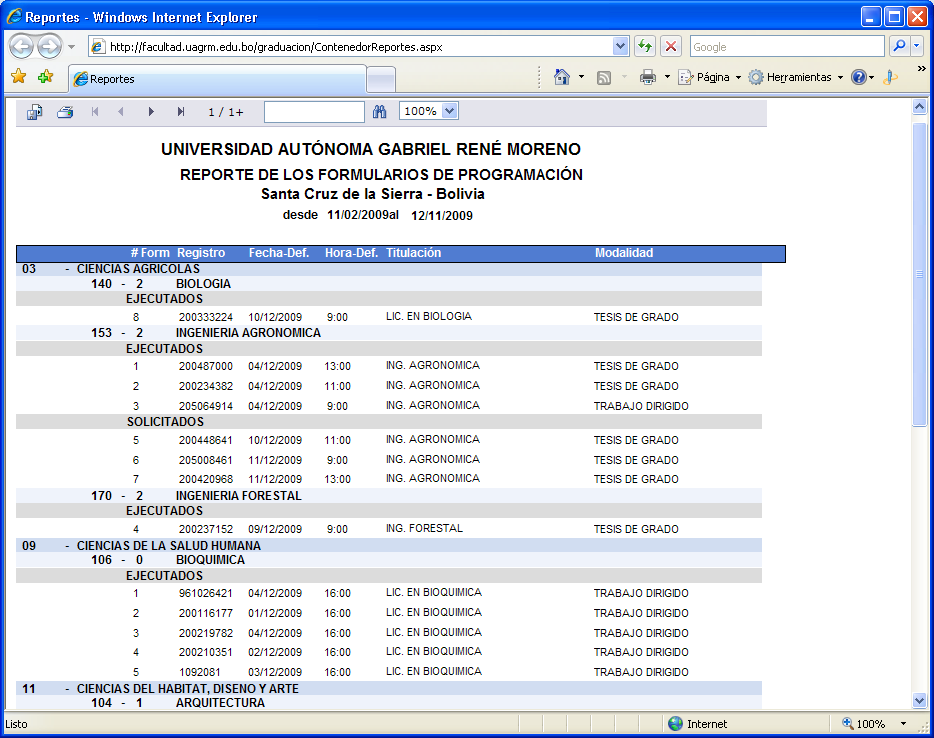 Reportes - Windows Internet Explorer
http://facultad.uagrm.edu.bo/graduacion/ContenedorReportes.aspx Google
Reportes Página Herramientas »
1 / 1+ 100%
UNIVERSIDAD AUTÓNOMA GABRIEL RENÉ MORENO
REPORTE DE LOS FORMULARIOS DE PROGRAMACIÓN
Santa Cruz de la Sierra - Bolivia
desde 11/02/2009al 12/11/2009
# Form Registro Fecha-Def. Hora-Def. Titulación Modalidad
03 - CIENCIAS AGRICOLAS
140 - 2 BIOLOGIA
EJECUTADOS
8 200333224 10/12/2009 9:00 LIC. EN BIOLOGIA TESIS DE GRADO
153 - 2 INGENIERIA AGRONOMICA
EJECUTADOS
1 200487000 04/12/2009 13:00 ING. AGRONOMICA TESIS DE GRADO
2 200234382 04/12/2009 11:00 ING. AGRONOMICA TESIS DE GRADO
3 205064914 04/12/2009 9:00 ING. AGRONOMICA TRABAJO DIRIGIDO
SOLICITADOS
5 200448641 10/12/2009 11:00 ING. AGRONOMICA TESIS DE GRADO
6 205008461 11/12/2009 9:00 ING. AGRONOMICA TESIS DE GRADO
7 200420968 11/12/2009 13:00 ING. AGRONOMICA TESIS DE GRADO
170 - 2 INGENIERIA FORESTAL
EJECUTADOS
4 200237152 09/12/2009 9:00 ING. FORESTAL TESIS DE GRADO
09 - CIENCIAS DE LA SALUD HUMANA
106 - 0 BIOQUIMICA
EJECUTADOS
1 961026421 04/12/2009 16:00 LIC. EN BIOQUIMICA TRABAJO DIRIGIDO
2 200116177 01/12/2009 16:00 LIC. EN BIOQUIMICA TRABAJO DIRIGIDO
3 200219782 04/12/2009 16:00 LIC. EN BIOQUIMICA TRABAJO DIRIGIDO
4 200210351 02/12/2009 16:00 LIC. EN BIOQUIMICA TRABAJO DIRIGIDO
5 1092081 03/12/2009 16:00 LIC. EN BIOQUIMICA TRABAJO DIRIGIDO
11 - CIENCIAS DEL HABITAT, DISENO Y ARTE
104 - 1 ARQUITECTURA
Listo Internet 100%